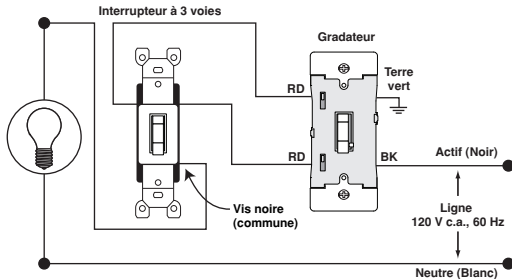 Interrupteur à 3 voies
Gradateur
RD
Terre
vert
RD
BK
Actif (Noir)
Vis noire
(commune)
Ligne
120 V c.a., 60 Hz
Neutre (Blanc)